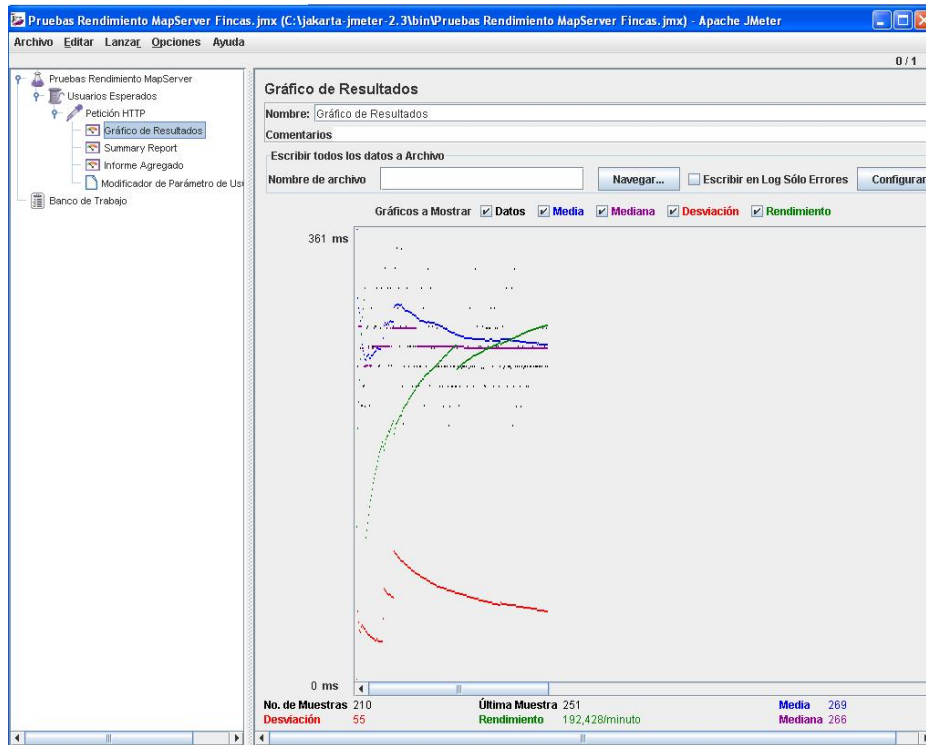 Pruebas Rendimiento MapServer Fincas.jmx (C:\jakarta-jmeter-2.3\bin\Pruebas Rendimiento MapServer Fincas.jmx) - Apache JMeter
Archivo Editar Lanzar Opciones Ayuda
0 / 1
Pruebas Rendimiento MapServer
Usuarios Esperados
Petición HTTP
Gráfico de Resultados
Summary Report
Informe Agregado
Modificador de Parámetro de Us
Banco de Trabajo
Gráfico de Resultados
Nombre: Gráfico de Resultados
Comentarios
Escribir todos los datos a Archivo
Nombre de archivo Navegar... Escribir en Log Sólo Errores Configurar
Gráficos a Mostrar Datos Media Mediana Desviación Rendimiento
361 ms
0 ms
No. de Muestras 210 Última Muestra 251 Media 269
Desviación 55 Rendimiento 192,428/minuto Mediana 266